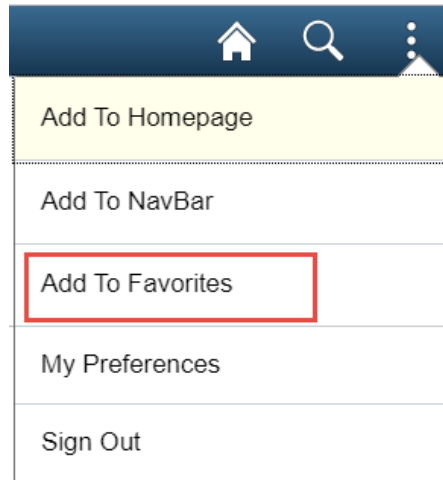 Add To Homepage
Add To NavBar
Add To Favorites
My Preferences
Sign Out